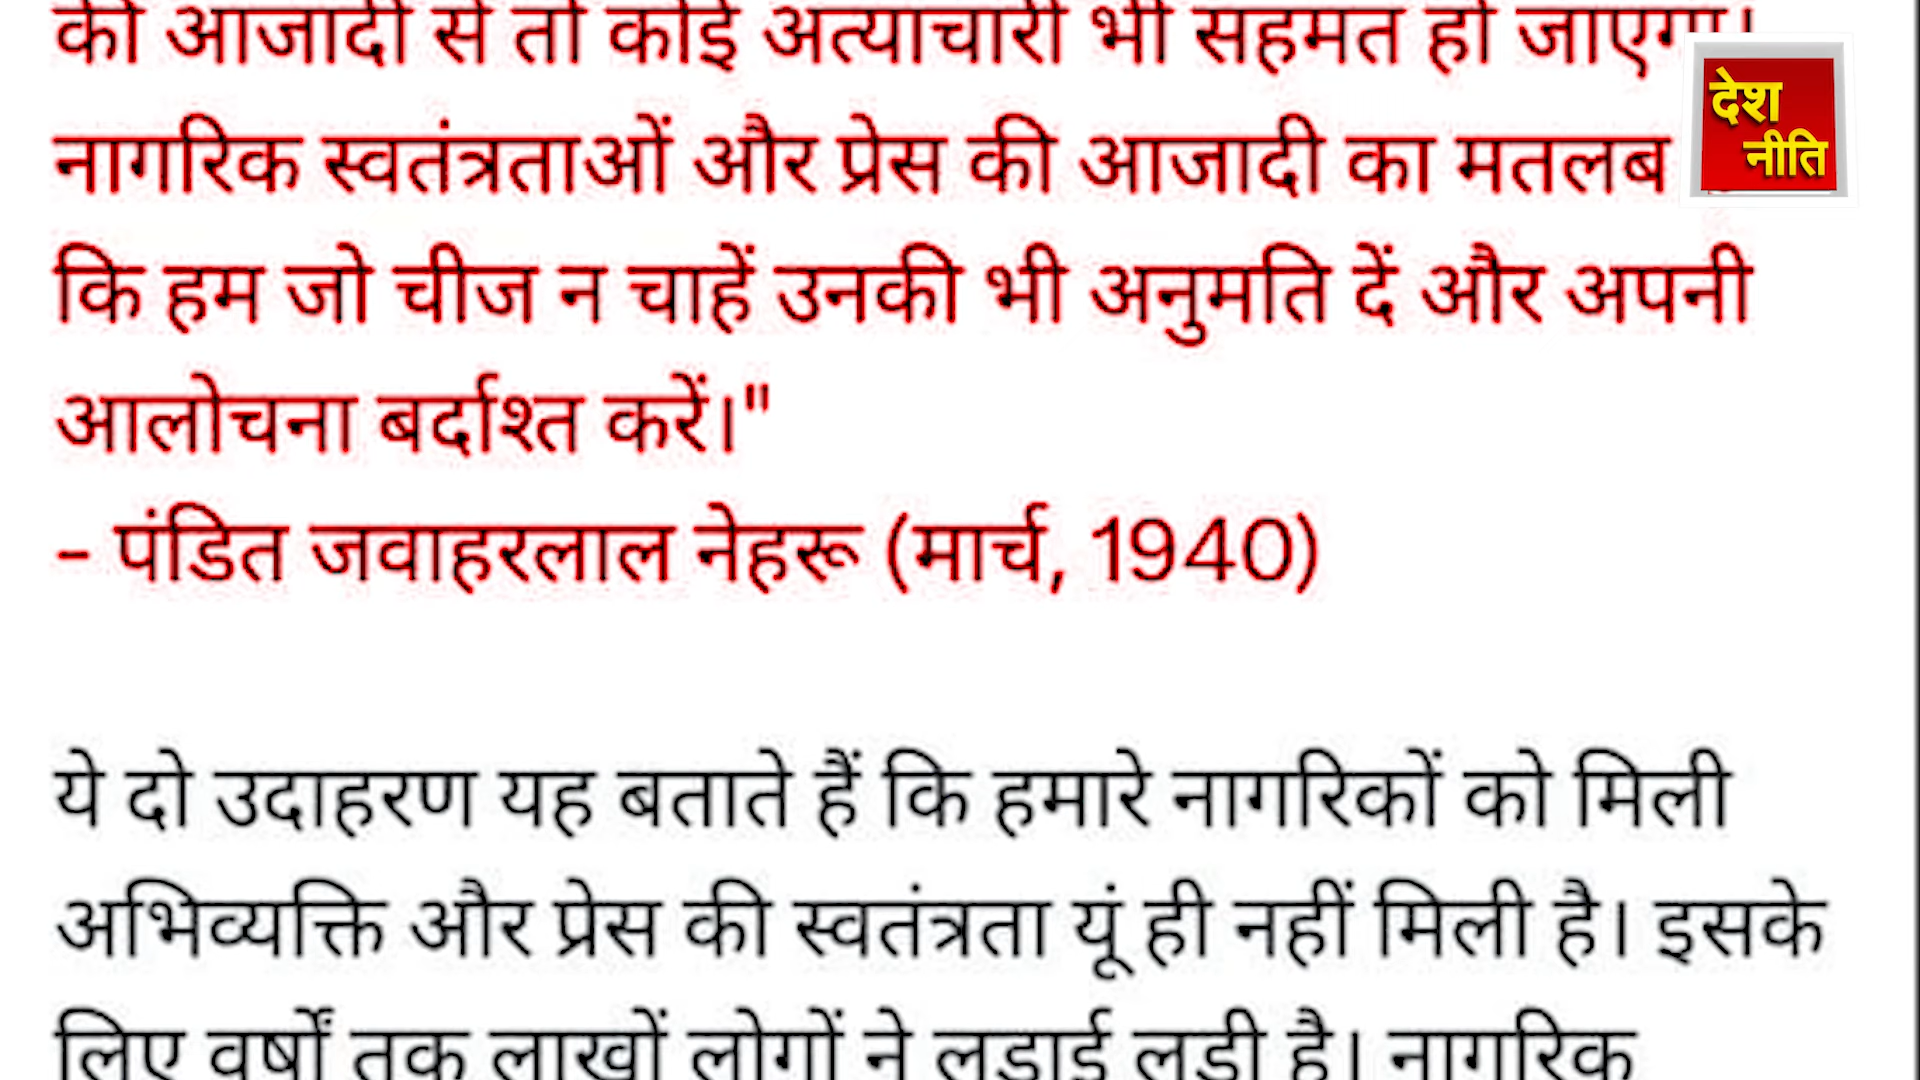 की आजादी से तो कोई अत्याचारी भी सहमत हो जाएगा।
नागरिक स्वतंत्रताओं और प्रेस की आजादी का मतलब
कि हम जो चीज न चाहें उनकी भी अनुमति दें और अपनी
आलोचना बर्दाश्त करें।"
- पंडित जवाहरलाल नेहरू (मार्च, 1940)
ये दो उदाहरण यह बताते हैं कि हमारे नागरिकों को मिली
अभिव्यक्ति और प्रेस की स्वतंत्रता यूं ही नहीं मिली है। इसके
लिए वर्षों तक लाखों लोगों ने लड़ाई लड़ी है। नागरिक
देश
नीति